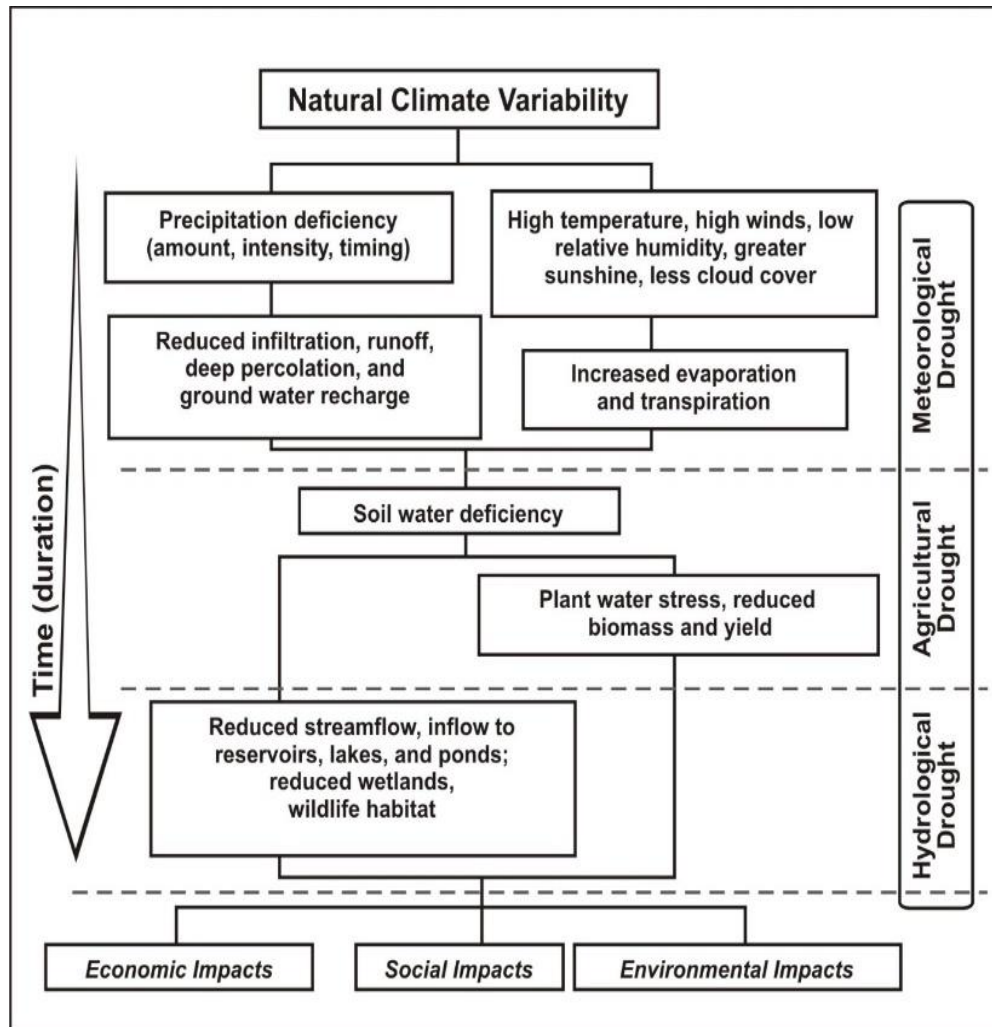 Natural Climate Variability
Precipitation deficiency
(amount, intensity, timing)
High temperature, high winds, low
relative humidity, greater
sunshine, less cloud cover
Reduced infiltration, runoff,
deep percolation, and
ground water recharge
Increased evaporation
and transpiration
Soil water deficiency
Plant water stress, reduced
biomass and yield
Reduced streamflow, inflow to
reservoirs, lakes, and ponds;
reduced wetlands,
wildlife habitat
Economic Impacts
Social Impacts
Environmental Impacts
Time (duration)
Meteorological
Drought
Agricultural
Drought
Hydrological
Drought